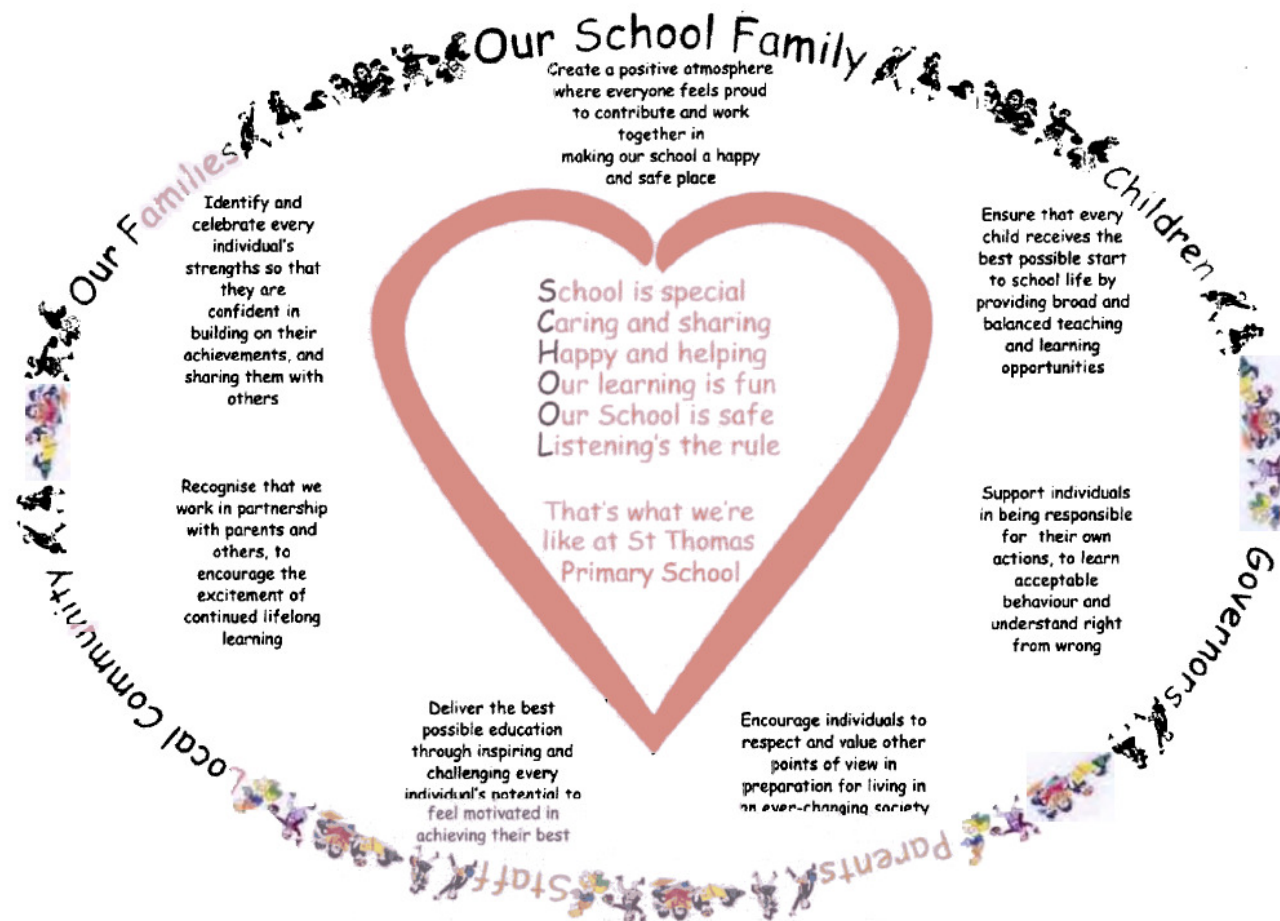 Our School Family
Create a positive atmosphere
where everyone feels proud
to contribute and work
together in
making our school a happy
and safe place
Children
Ensure that every
child receives the
best possible start
to school life by
providing broad and
balanced teaching
and learning
opportunities
Governors
Support individuals
in being responsible
for their own
actions, to learn
acceptable
behaviour and
understand right
from wrong
Parents
Encourage individuals to
respect and value other
points of view in
preparation for living in
an ever-changing society
Staff
Deliver the best
possible education
through inspiring and
challenging every
individual's potential to
feel motivated in
achieving their best
Local Community
Recognise that we
work in partnership
with parents and
others, to
encourage the
excitement of
continued lifelong
learning
Our Families
Identify and
celebrate every
individual's
strengths so that
they are
confident in
building on their
achievements, and
sharing them with
others
School is special
Caring and sharing
Happy and helping
Our learning is fun
Our School is safe
Listening's the rule
That's what we're
like at St Thomas
Primary School